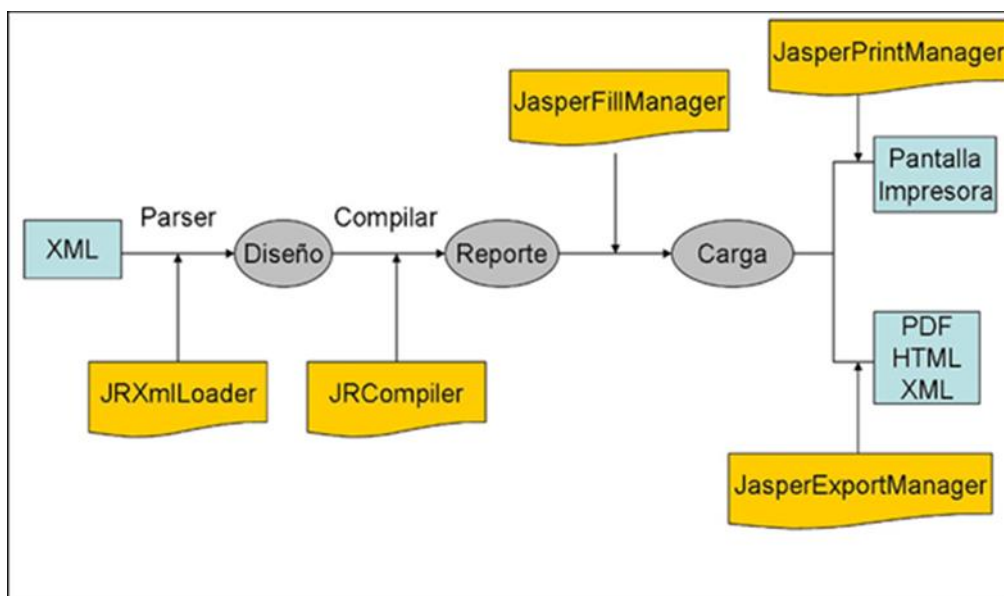 JasperPrintManager
JasperFillManager
Pantalla
Impresora
Parser
Compilar
XML
Diseño
Reporte
Carga
PDF
HTML
XML
JRXmlLoader
JRCompiler
JasperExportManager